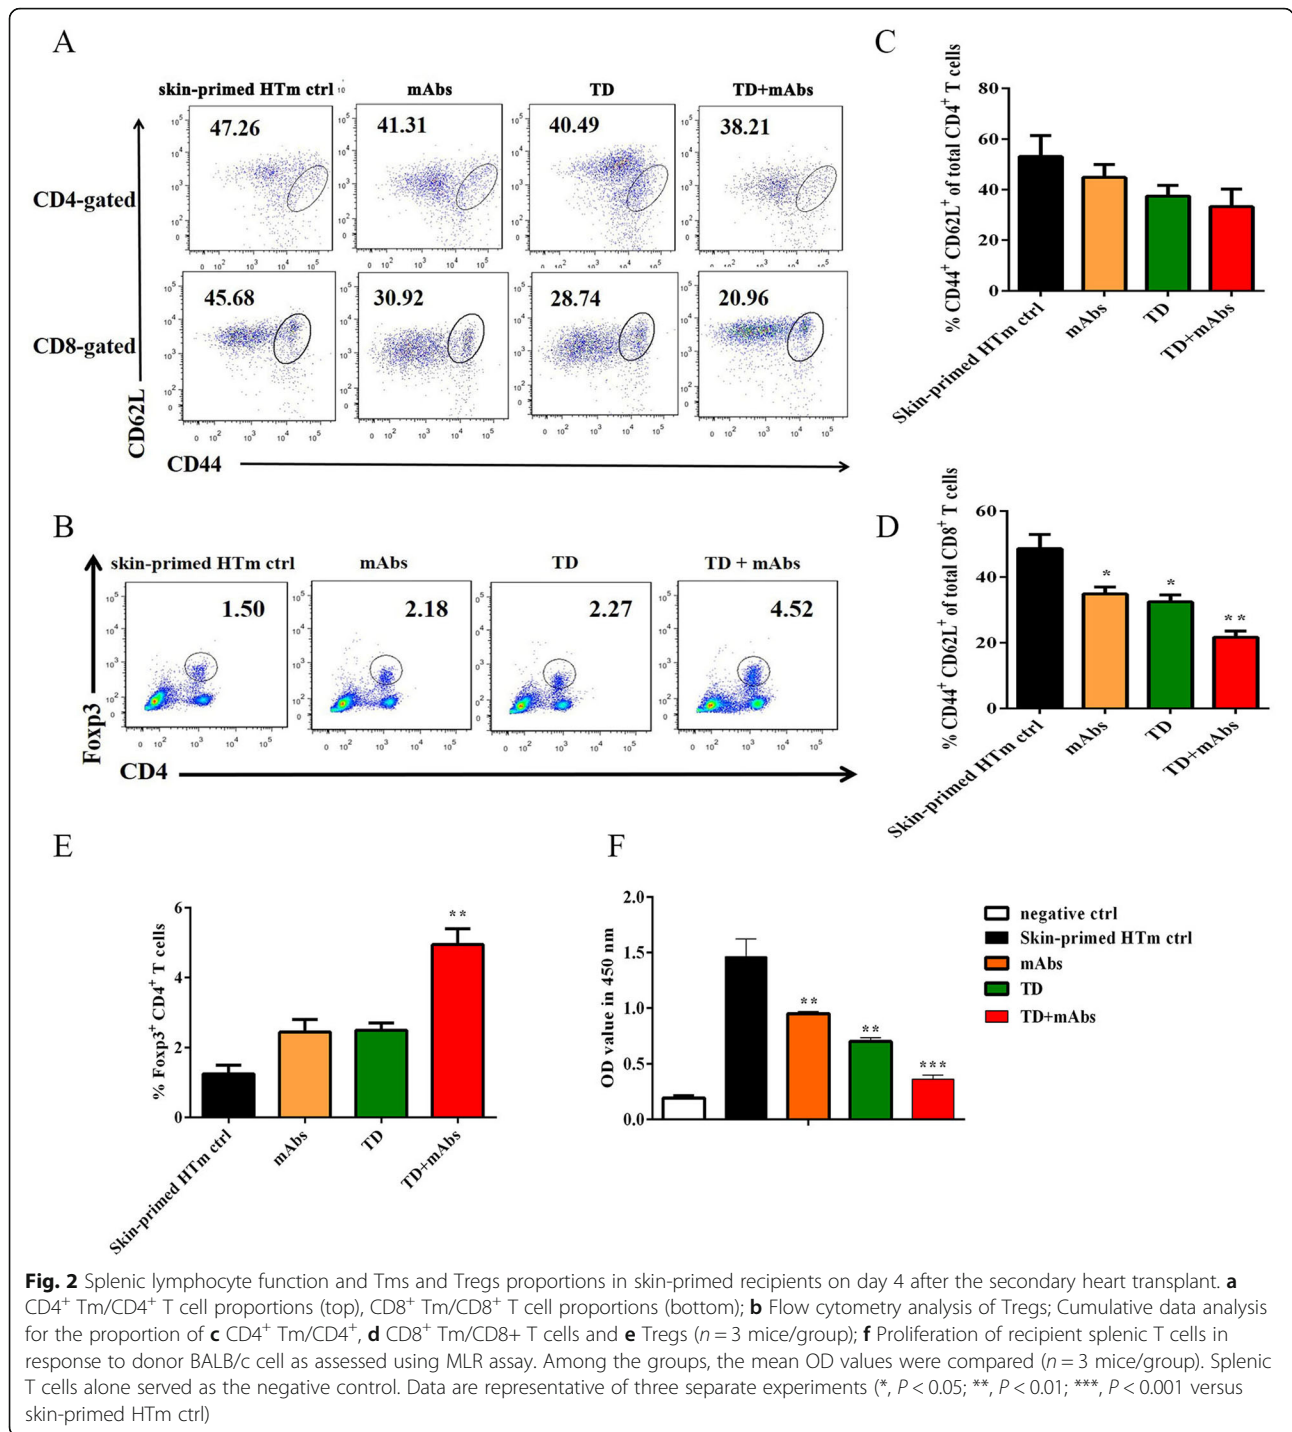 A
skin-primed HTm ctrl
mAbs
TD
TD+mAbs
CD4-gated
47.26
41.31
40.49
38.21
CD8-gated
45.68
30.92
28.74
20.96
CD62L
CD44
B
skin-primed HTm ctrl
mAbs
TD
TD + mAbs
1.50
2.18
2.27
4.52
Foxp3
CD4
C
% CD44⁺ CD62L⁺ of total CD4⁺ T cells
80
60
40
20
0
Skin-primed HTm ctrl
mAbs
TD
TD+mAbs
D
% CD44⁺ CD62L⁺ of total CD8⁺ T cells
60
40
20
0
*
*
**
Skin-primed HTm ctrl
mAbs
TD
TD+mAbs
E
% Foxp3⁺ CD4⁺ T cells
6
4
2
0
**
Skin-primed HTm ctrl
mAbs
TD
TD+mAbs
F
OD value in 450 nm
2.0
1.5
1.0
0.5
0.0
**
**
***
negative ctrl
Skin-primed HTm ctrl
mAbs
TD
TD+mAbs
Fig. 2 Splenic lymphocyte function and Tms and Tregs proportions in skin-primed recipients on day 4 after the secondary heart transplant. a
CD4⁺ Tm/CD4⁺ T cell proportions (top), CD8⁺ Tm/CD8⁺ T cell proportions (bottom); b Flow cytometry analysis of Tregs; Cumulative data analysis
for the proportion of c CD4⁺ Tm/CD4⁺, d CD8⁺ Tm/CD8+ T cells and e Tregs (n = 3 mice/group); f Proliferation of recipient splenic T cells in
response to donor BALB/c cell as assessed using MLR assay. Among the groups, the mean OD values were compared (n = 3 mice/group). Splenic
T cells alone served as the negative control. Data are representative of three separate experiments (*, P < 0.05; **, P < 0.01; ***, P < 0.001 versus
skin-primed HTm ctrl)